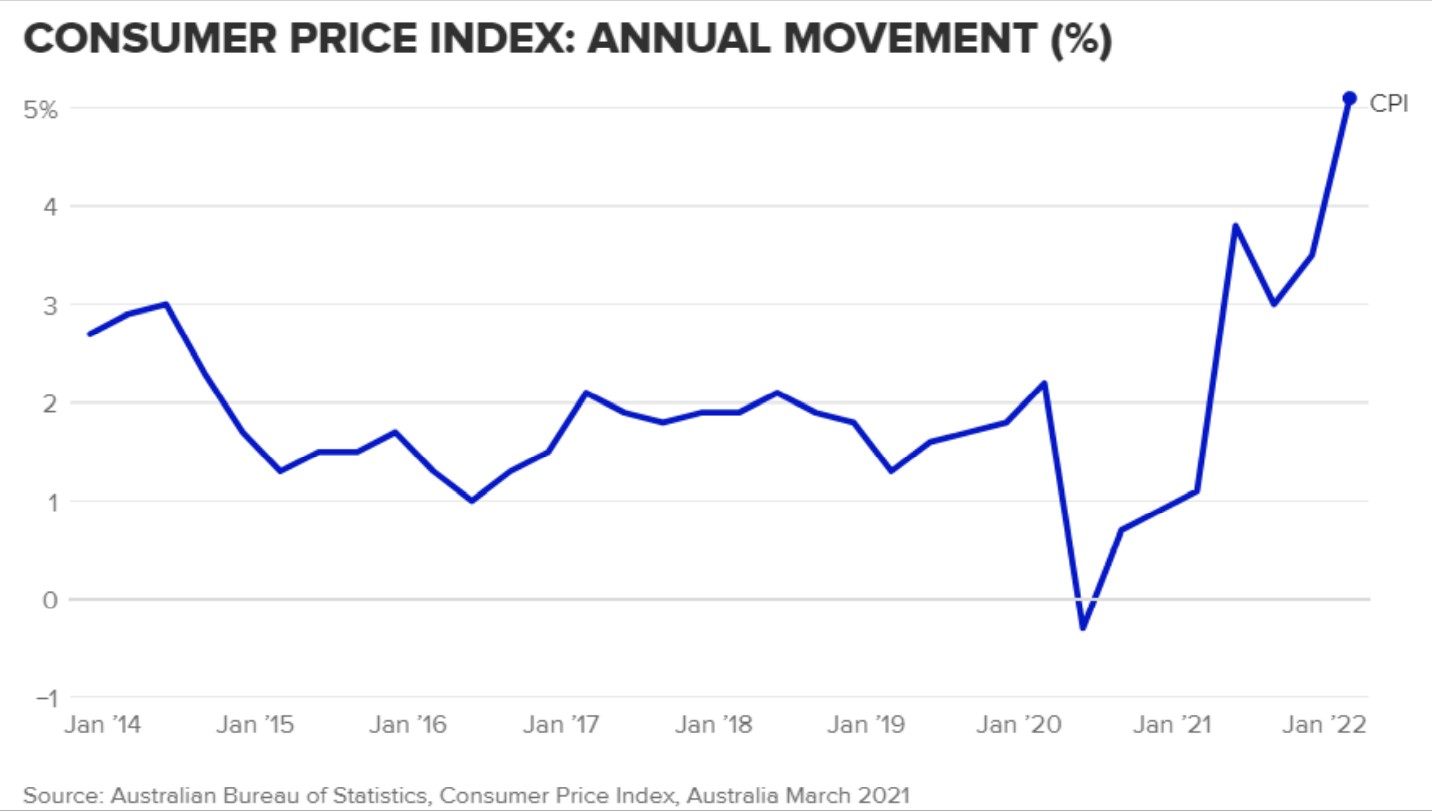 CONSUMER PRICE INDEX: ANNUAL MOVEMENT (%)
5%
CPI
4
3
2
1
0
−1
Jan ’14 Jan ’15 Jan ’16 Jan ’17 Jan ’18 Jan ’19 Jan ’20 Jan ’21 Jan ’22
Source: Australian Bureau of Statistics, Consumer Price Index, Australia March 2021